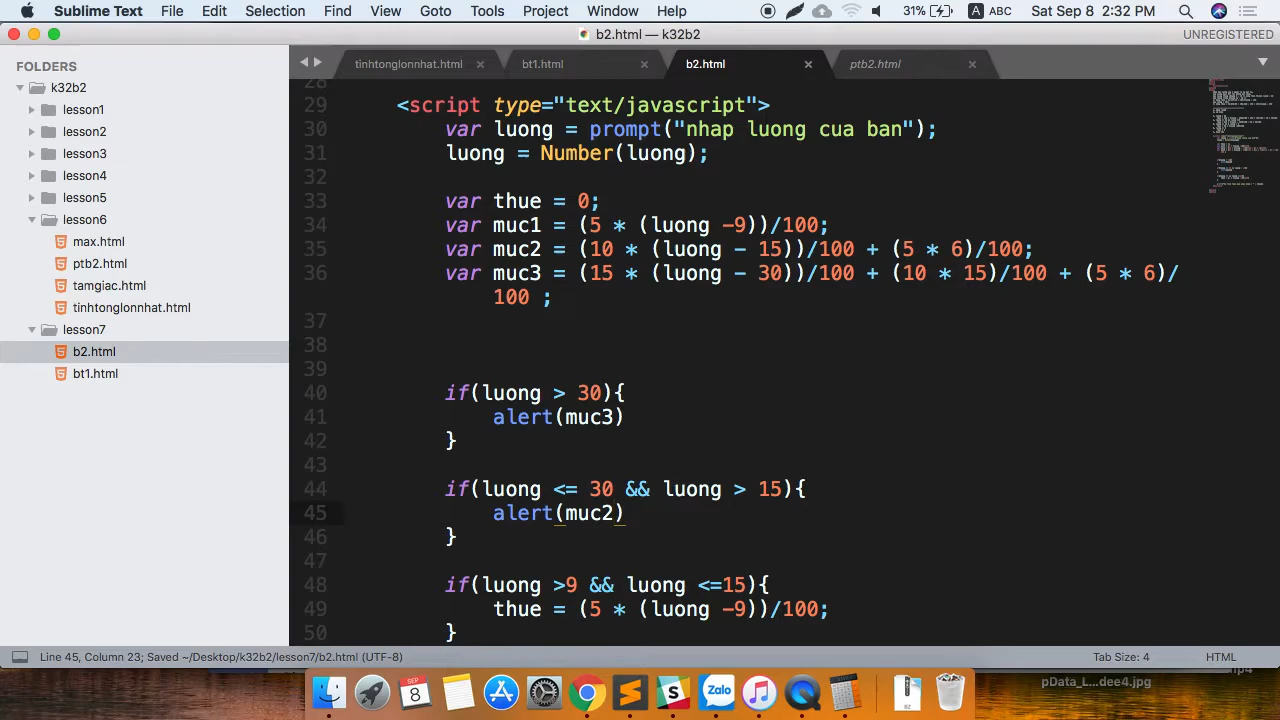 Sublime Text File Edit Selection Find View Goto Tools Project Window Help 31% A ABC Sat Sep 8 2:32 PM
b2.html — k32b2 UNREGISTERED
FOLDERS
k32b2
lesson1
lesson2
lesson3
lesson4
lesson5
lesson6
max.html
ptb2.html
tamgiac.html
tinhtonglonnhat.html
lesson7
b2.html
bt1.html
tinhtonglonnhat.html × bt1.html × b2.html × ptb2.html ×
28
29 <script type="text/javascript">
30 var luong = prompt("nhap luong cua ban");
31 luong = Number(luong);
32
33 var thue = 0;
34 var muc1 = (5 * (luong -9))/100;
35 var muc2 = (10 * (luong - 15))/100 + (5 * 6)/100;
36 var muc3 = (15 * (luong - 30))/100 + (10 * 15)/100 + (5 * 6)/
100 ;
37
38
39
40 if(luong > 30){
41 alert(muc3)
42 }
43
44 if(luong <= 30 && luong > 15){
45 alert(muc2)
46 }
47
48 if(luong >9 && luong <=15){
49 thue = (5 * (luong -9))/100;
50 }
Line 45, Column 23; Saved ~/Desktop/k32b2/lesson7/b2.html (UTF-8) Tab Size: 4 HTML
pData_L...dee4.jpg
SEP
8
Zalo